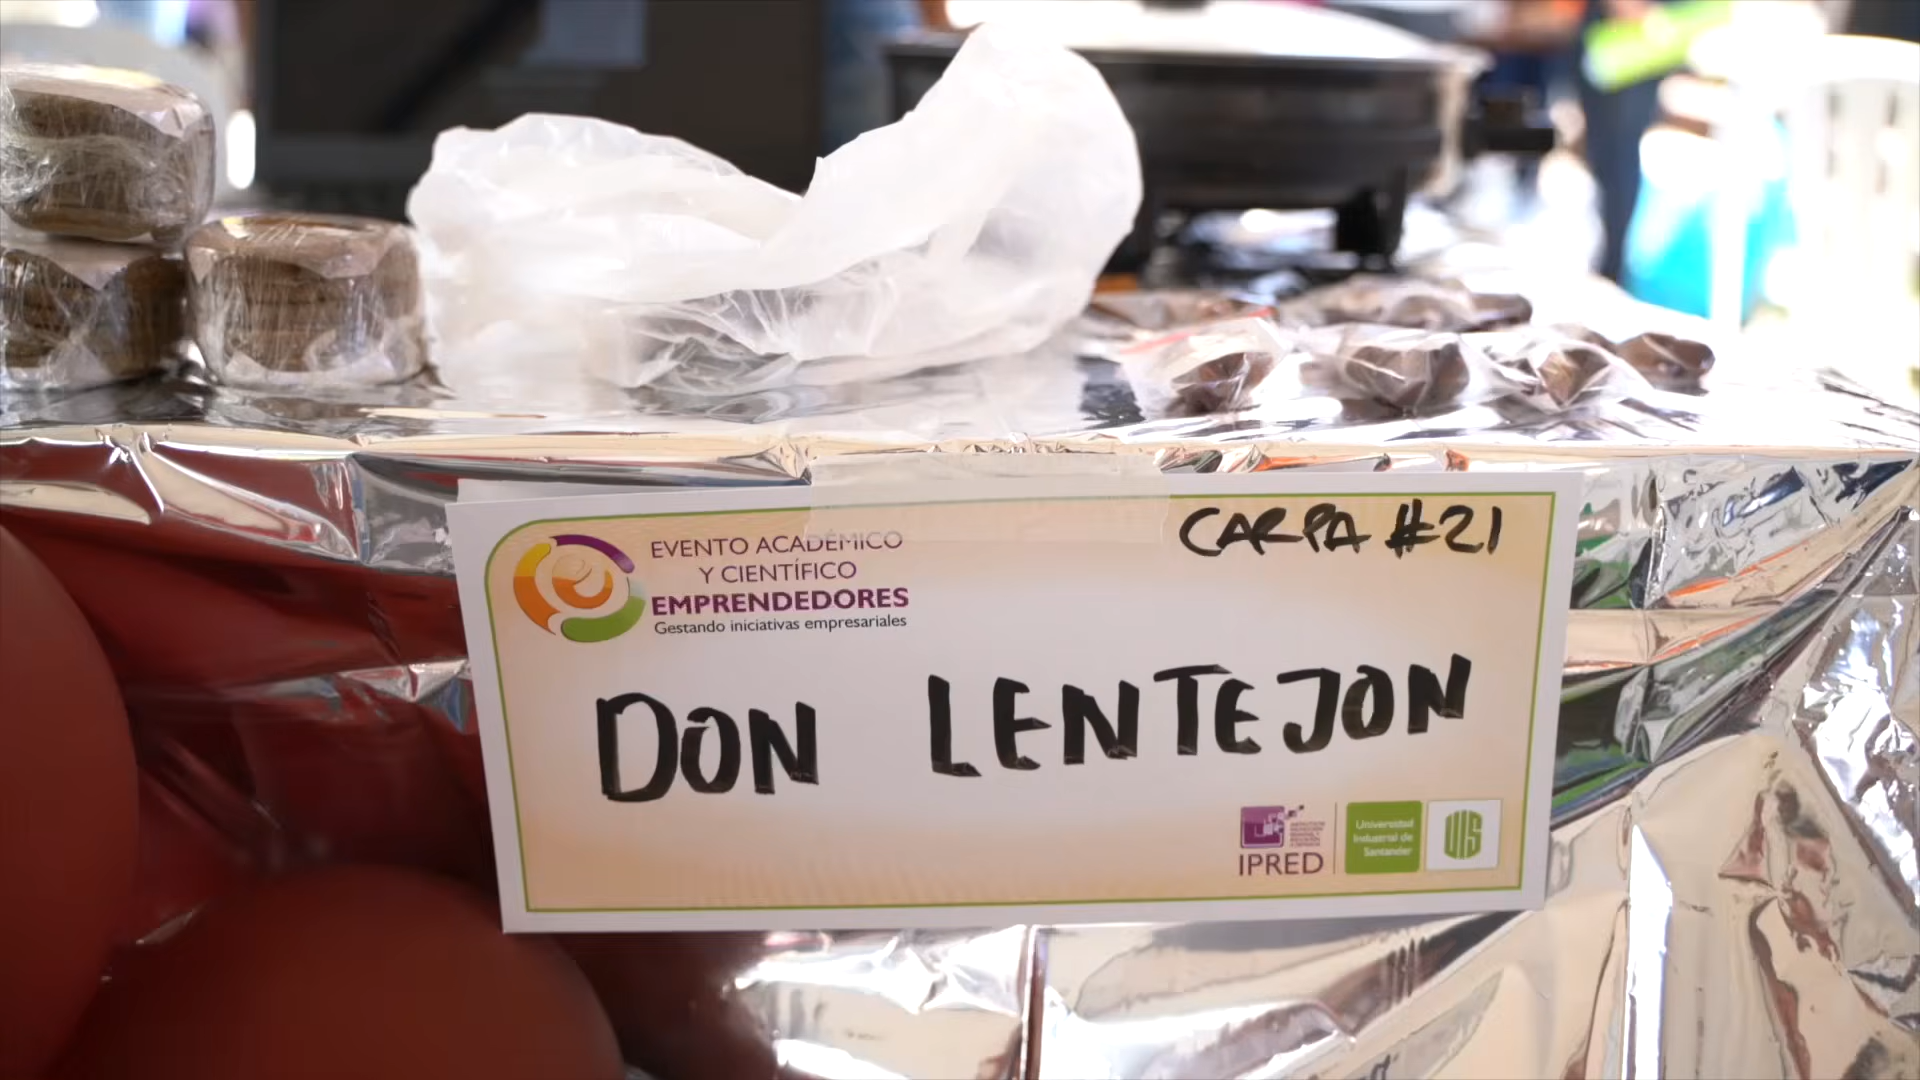 EVENTO ACADÉMICO
Y CIENTÍFICO
EMPRENDEDORES
Gestando iniciativas empresariales
CARPA #21
DON LENTEJON
IPRED
Universidad
Industrial de
Santander
UIS